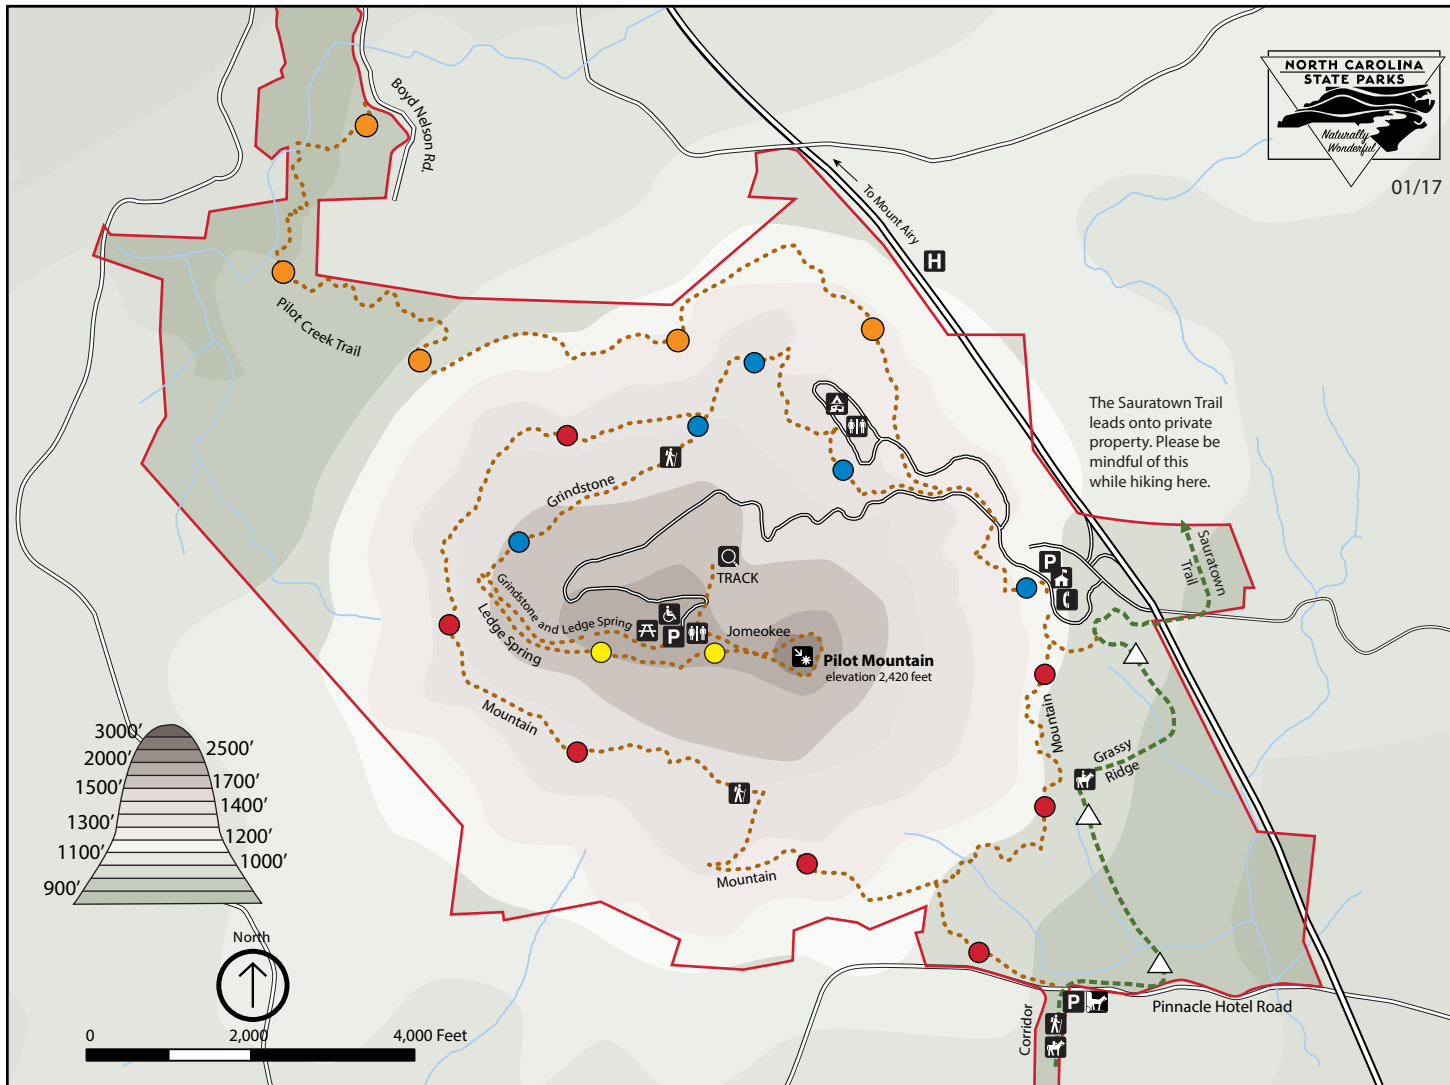 NORTH CAROLINA
STATE PARKS
Naturally
Wonderful
01/17
Boyd Nelson Rd.
To Mount Airy
H
Pilot Creek Trail
The Sauratown Trail
leads onto private
property. Please be
mindful of this
while hiking here.
Grindstone
Sauratown
Trail
P
TRACK
Grindstone and Ledge Spring
Ledge Spring
P
Jomeokee
Pilot Mountain
elevation 2,420 feet
Mountain
Mountain
Grassy
Ridge
3000’
2500’
2000’
1700’
1500’
1400’
1300’
1200’
1100’
1000’
900’
Mountain
North
P
Pinnacle Hotel Road
Corridor
0
2,000
4,000 Feet